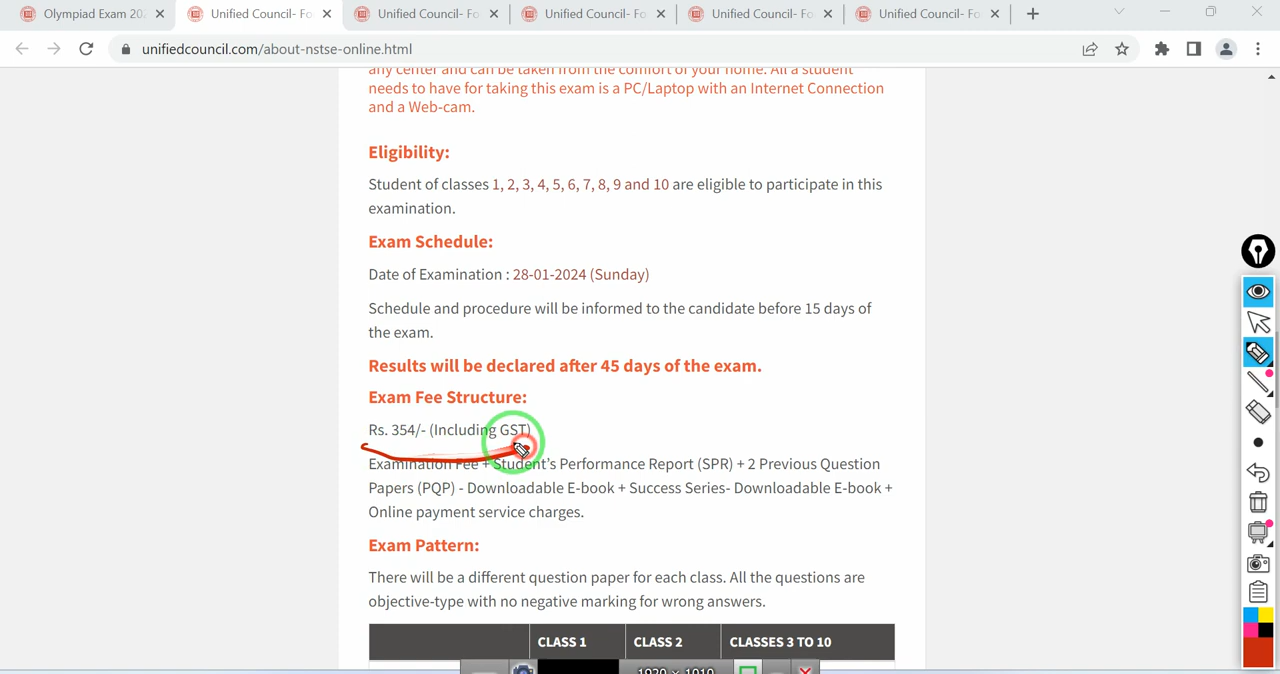 Olympiad Exam 202
Unified Council- Fo
Unified Council- Fo
Unified Council- Fo
Unified Council- Fo
Unified Council- Fo
unifiedcouncil.com/about-nstse-online.html
any center and can be taken from the comfort of your home. All a student
needs to have for taking this exam is a PC/Laptop with an Internet Connection
and a Web-cam.
Eligibility:
Student of classes 1, 2, 3, 4, 5, 6, 7, 8, 9 and 10 are eligible to participate in this
examination.
Exam Schedule:
Date of Examination : 28-01-2024 (Sunday)
Schedule and procedure will be informed to the candidate before 15 days of
the exam.
Results will be declared after 45 days of the exam.
Exam Fee Structure:
Rs. 354/- (Including GST)
Examination Fee + Student's Performance Report (SPR) + 2 Previous Question
Papers (PQP) - Downloadable E-book + Success Series- Downloadable E-book +
Online payment service charges.
Exam Pattern:
There will be a different question paper for each class. All the questions are
objective-type with no negative marking for wrong answers.
CLASS 1 CLASS 2 CLASSES 3 TO 10
1920 × 1010